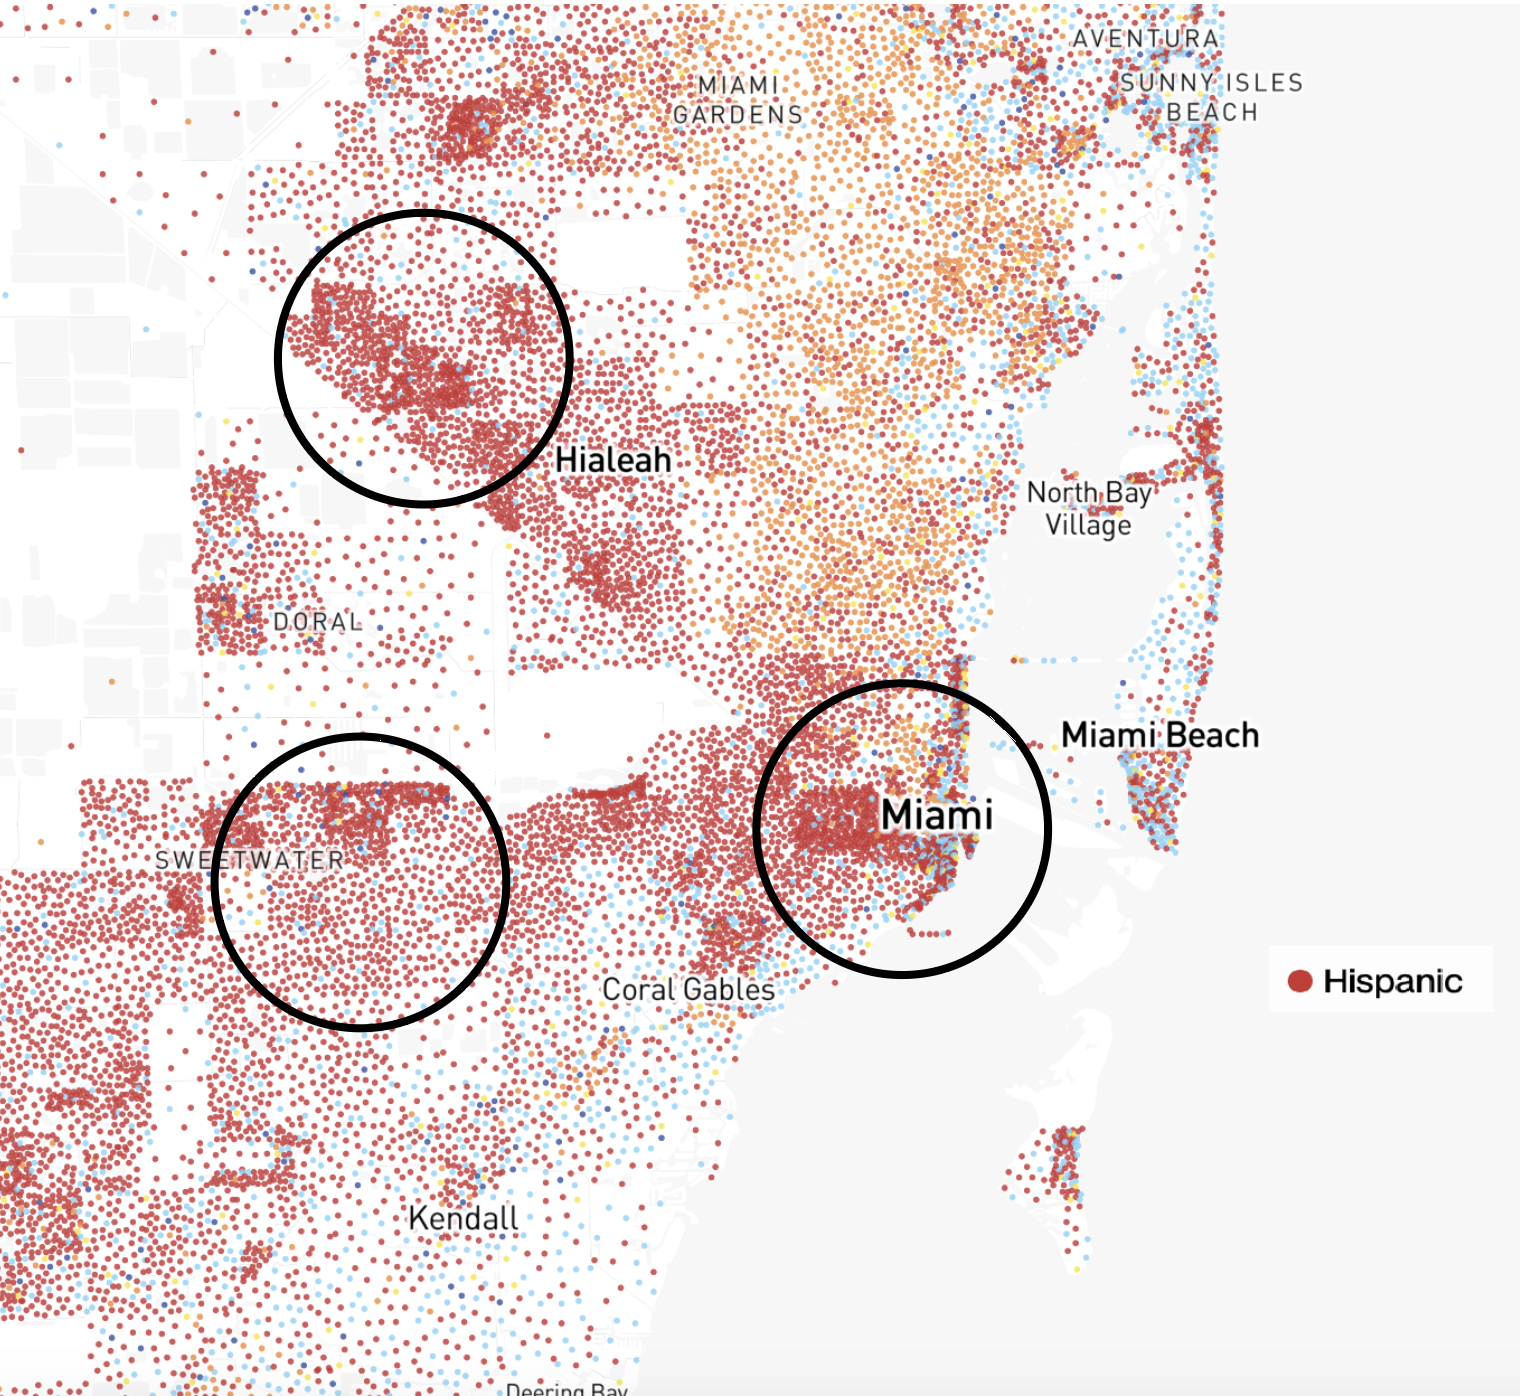 AVENTURA
SUNNY ISLES
BEACH
MIAMI
GARDENS
Hialeah
North Bay
Village
DORAL
Miami Beach
Miami
SWEETWATER
Coral Gables
Hispanic
Kendall
Deering Bay